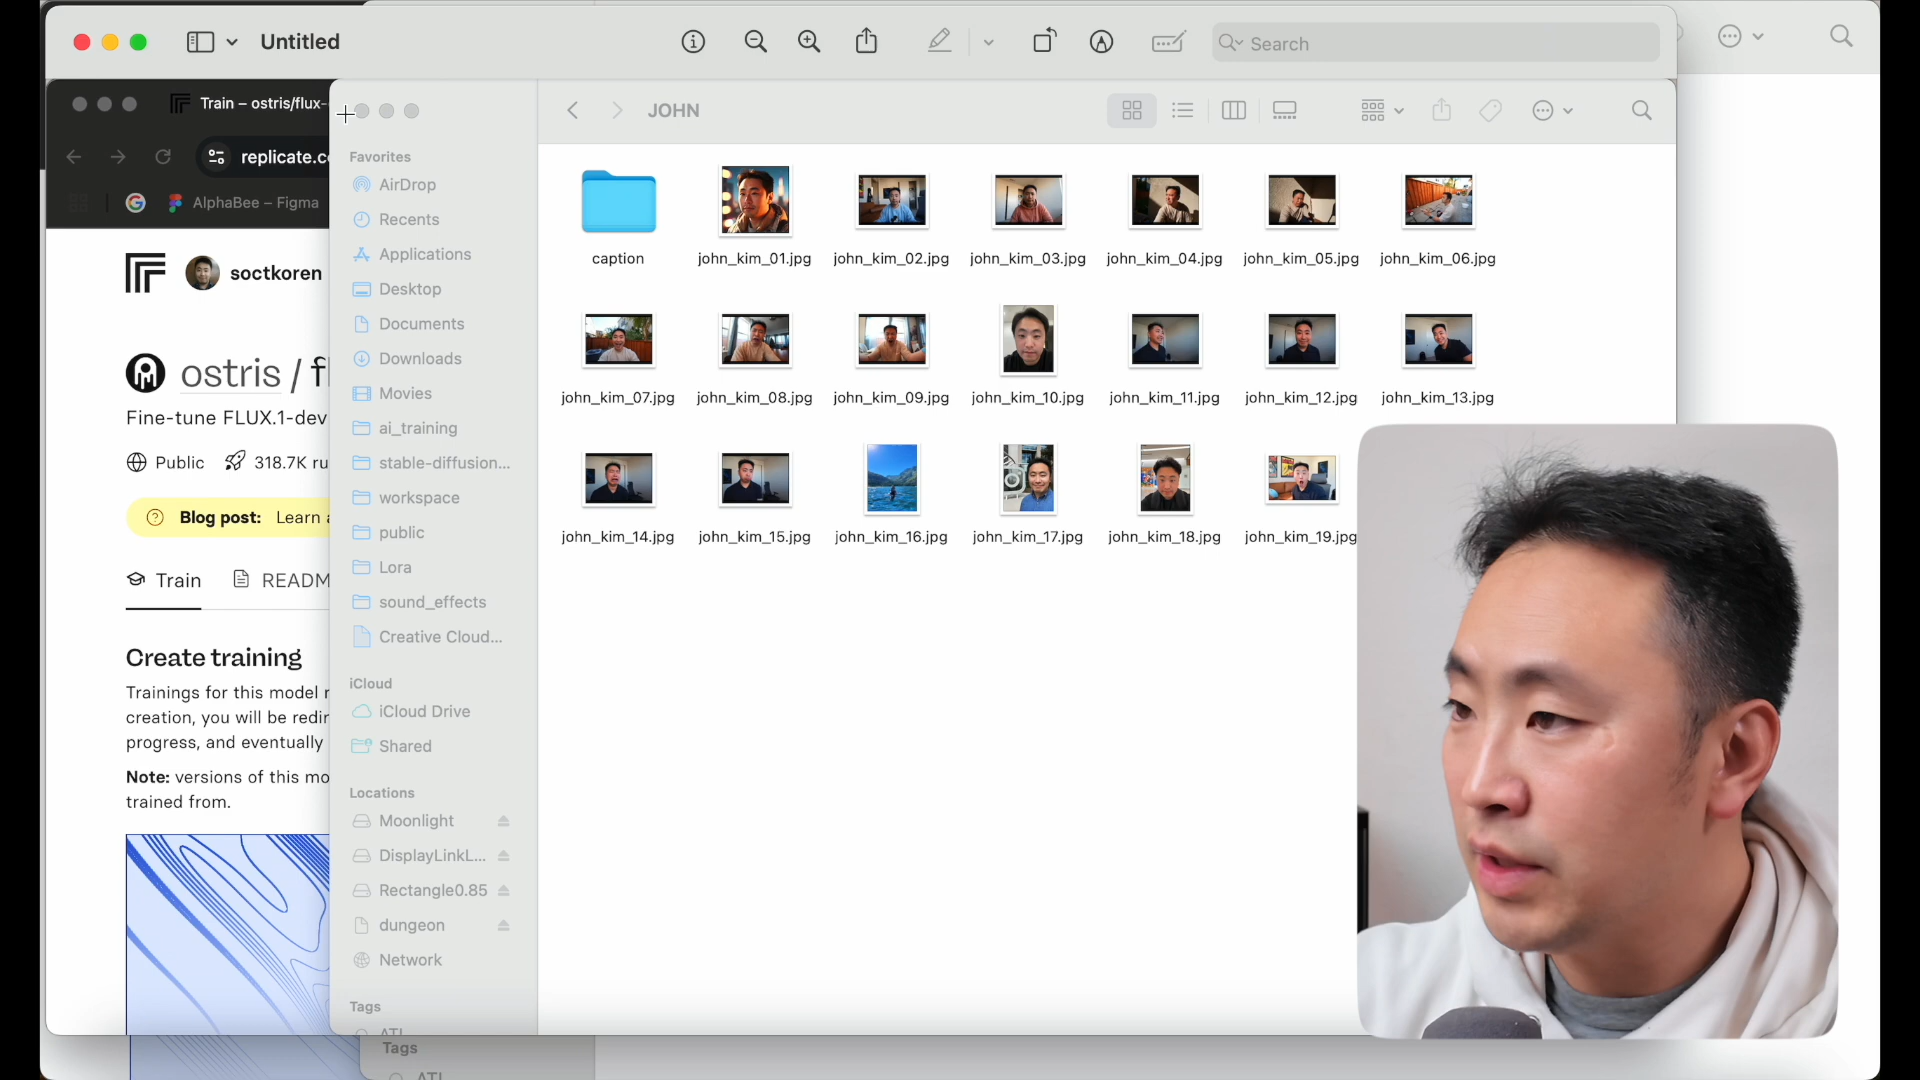 Untitled
Search
Train – ostris/flux-
replicate.c
AlphaBee – Figma
soctkoren
ostris / fl
Fine-tune FLUX.1-dev
Public
318.7K ru
Blog post: Learn
Train
READM
Create training
Trainings for this model r
creation, you will be redir
progress, and eventually
Note: versions of this mo
trained from.
Favorites
AirDrop
Recents
Applications
Desktop
Documents
Downloads
Movies
ai_training
stable-diffusion...
workspace
public
Lora
sound_effects
Creative Cloud...
iCloud
iCloud Drive
Shared
Locations
Moonlight
DisplayLinkL...
Rectangle0.85
dungeon
Network
Tags
ATL
Tags
ATL
JOHN
caption
john_kim_01.jpg
john_kim_02.jpg
john_kim_03.jpg
john_kim_04.jpg
john_kim_05.jpg
john_kim_06.jpg
john_kim_07.jpg
john_kim_08.jpg
john_kim_09.jpg
john_kim_10.jpg
john_kim_11.jpg
john_kim_12.jpg
john_kim_13.jpg
john_kim_14.jpg
john_kim_15.jpg
john_kim_16.jpg
john_kim_17.jpg
john_kim_18.jpg
john_kim_19.jpg